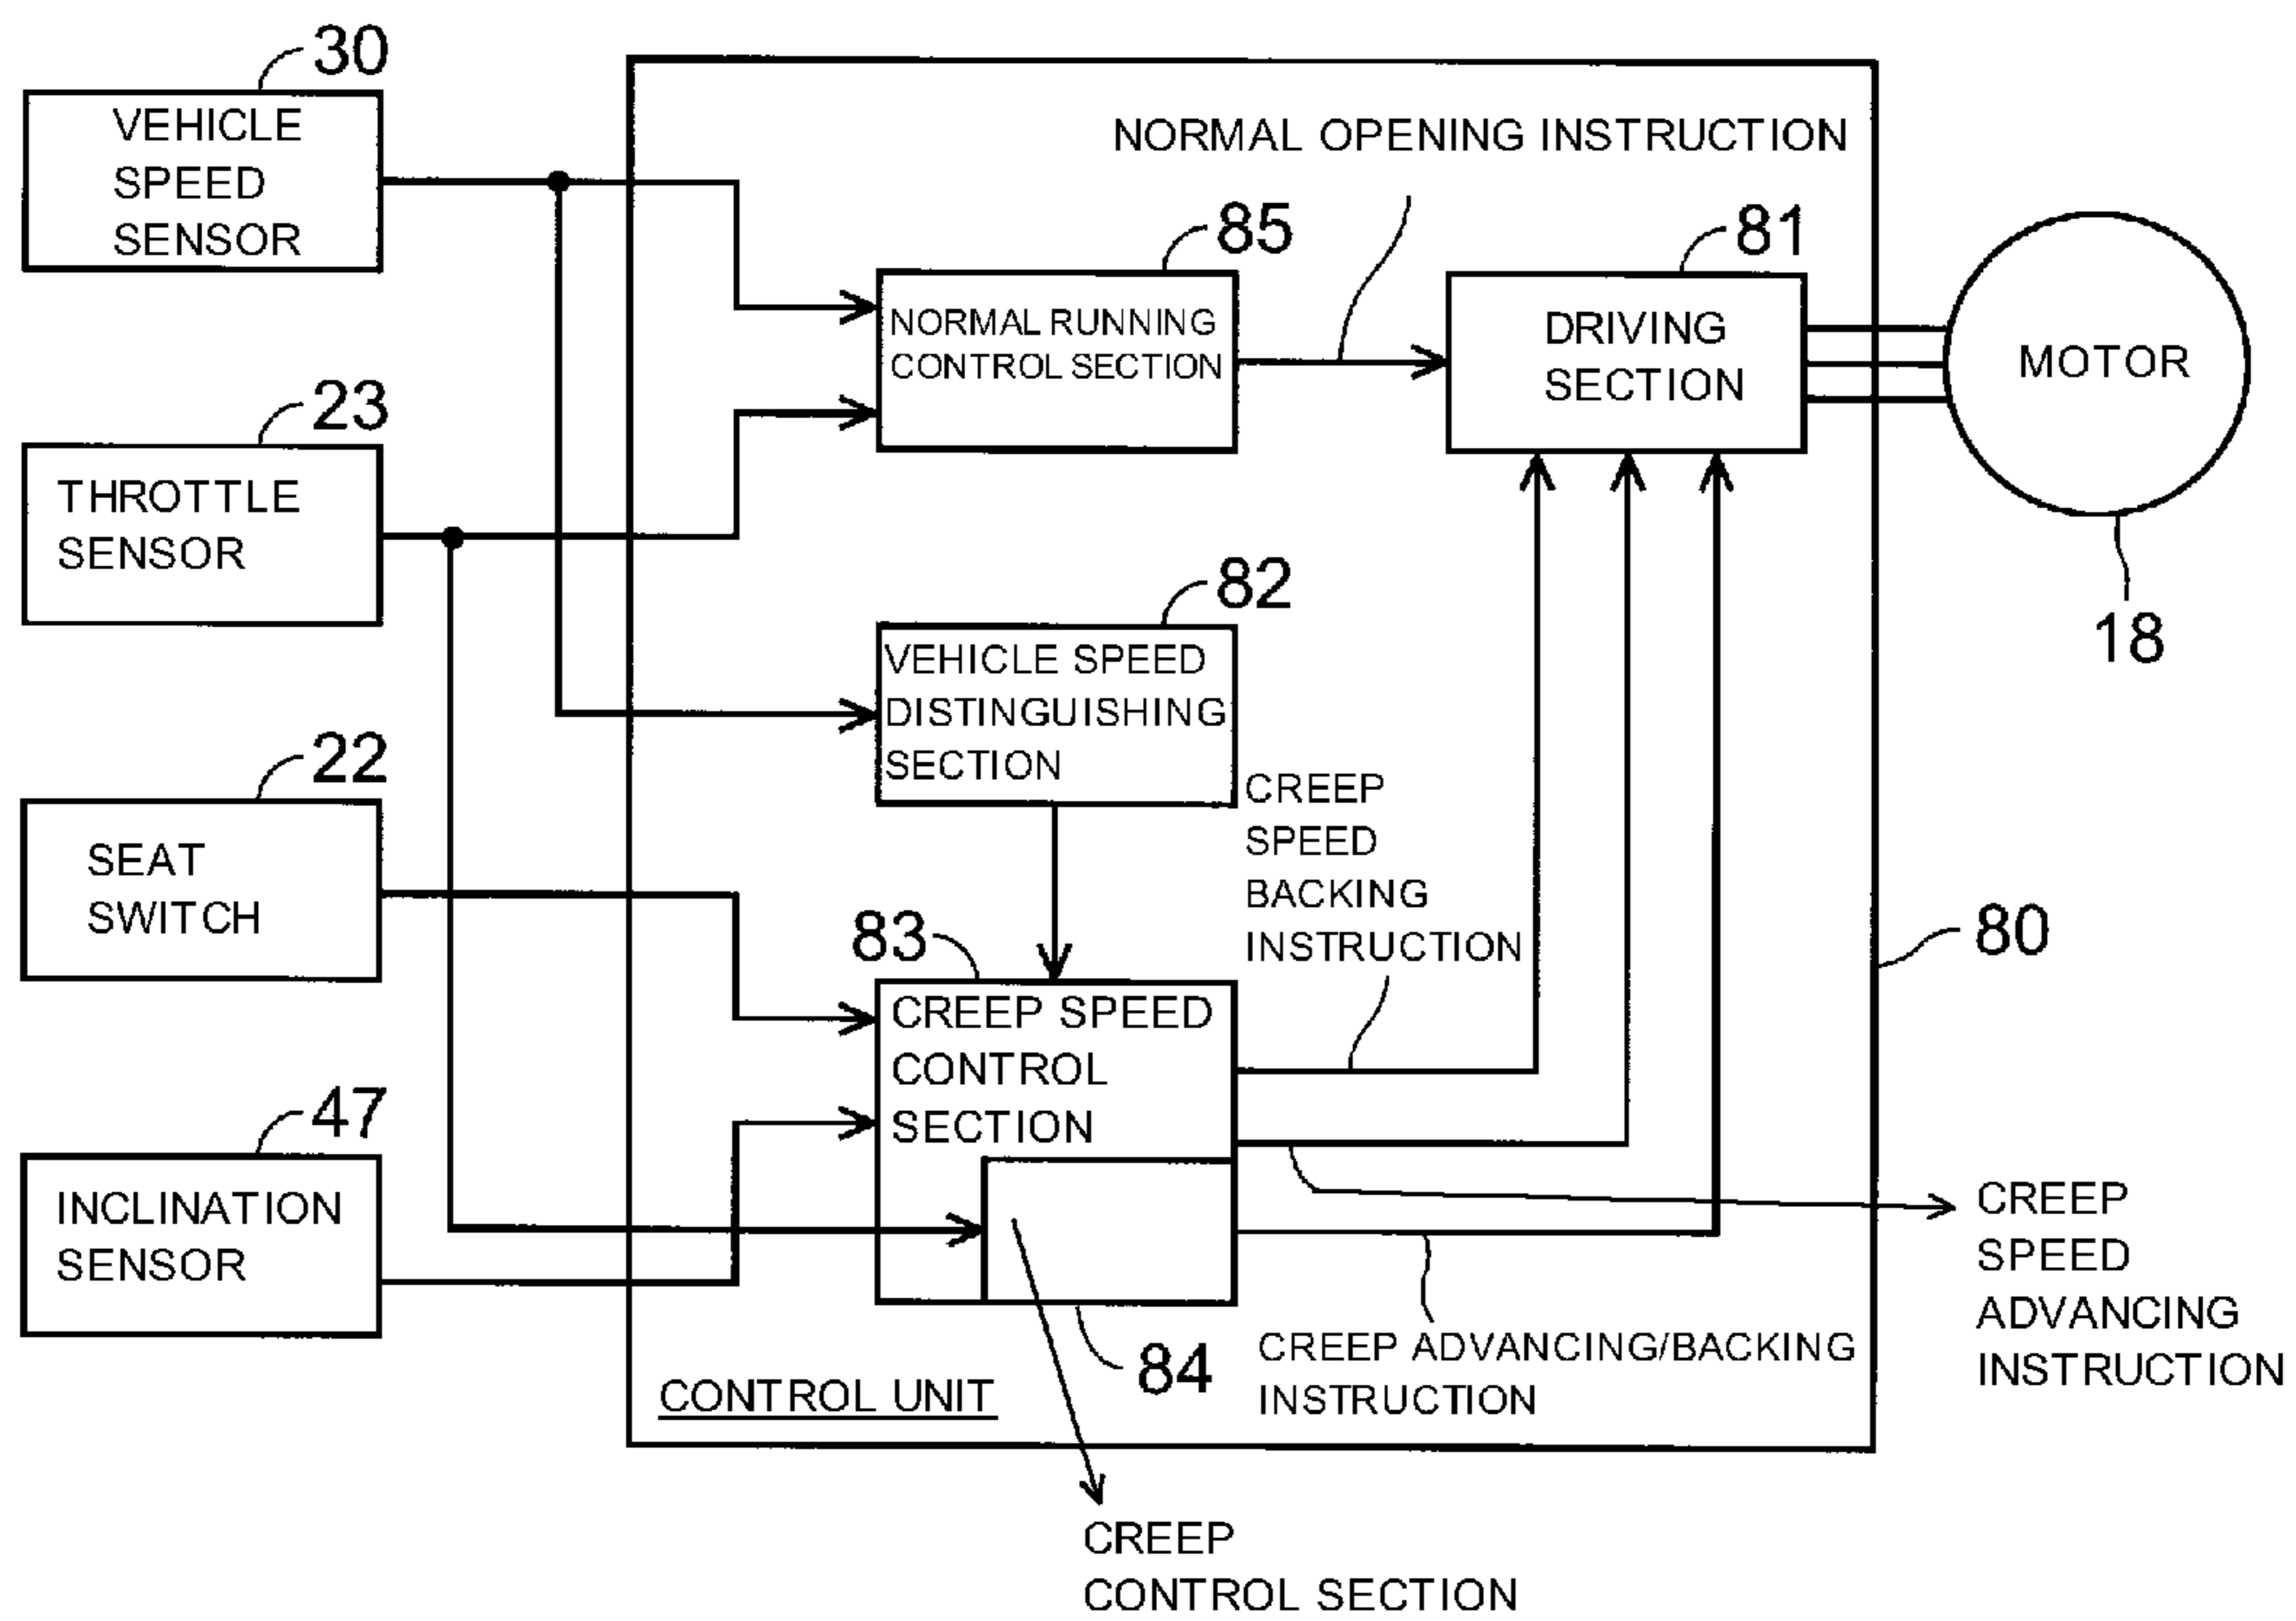 30
VEHICLE
SPEED
SENSOR
NORMAL OPENING INSTRUCTION
85
81
NORMAL RUNNING
CONTROL SECTION
DRIVING
SECTION
MOTOR
18
23
THROTTLE
SENSOR
82
VEHICLE SPEED
DISTINGUISHING
SECTION
22
SEAT
SWITCH
CREEP
SPEED
BACKING
INSTRUCTION
80
83
CREEP SPEED
CONTROL
SECTION
47
INCLINATION
SENSOR
84
CREEP
SPEED
ADVANCING
INSTRUCTION
CREEP ADVANCING/BACKING
INSTRUCTION
CONTROL UNIT
CREEP
CONTROL SECTION